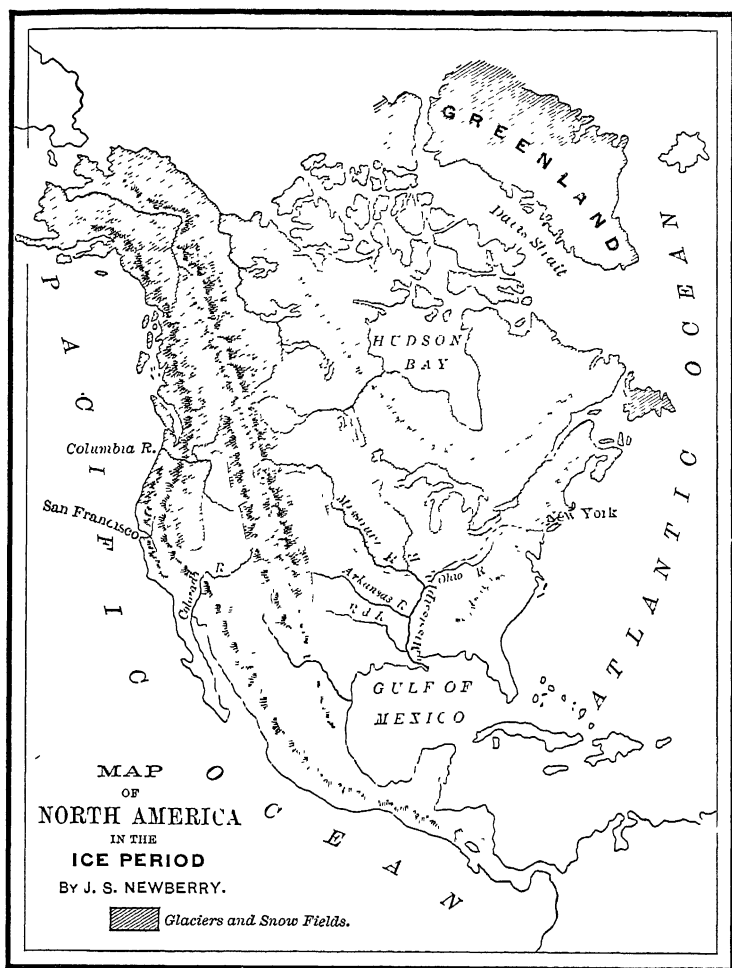 GREENLAND
Davis Strait
HUDSON
BAY
PACIFIC OCEAN
ATLANTIC OCEAN
Columbia R.
San Francisco
New York
Missouri R.
Ohio R
Arkansas R.
Colorado R.
Mississippi
GULF OF
MEXICO
MAP
OF
NORTH AMERICA
IN THE
ICE PERIOD
BY J. S. NEWBERRY.
Glaciers and Snow Fields.